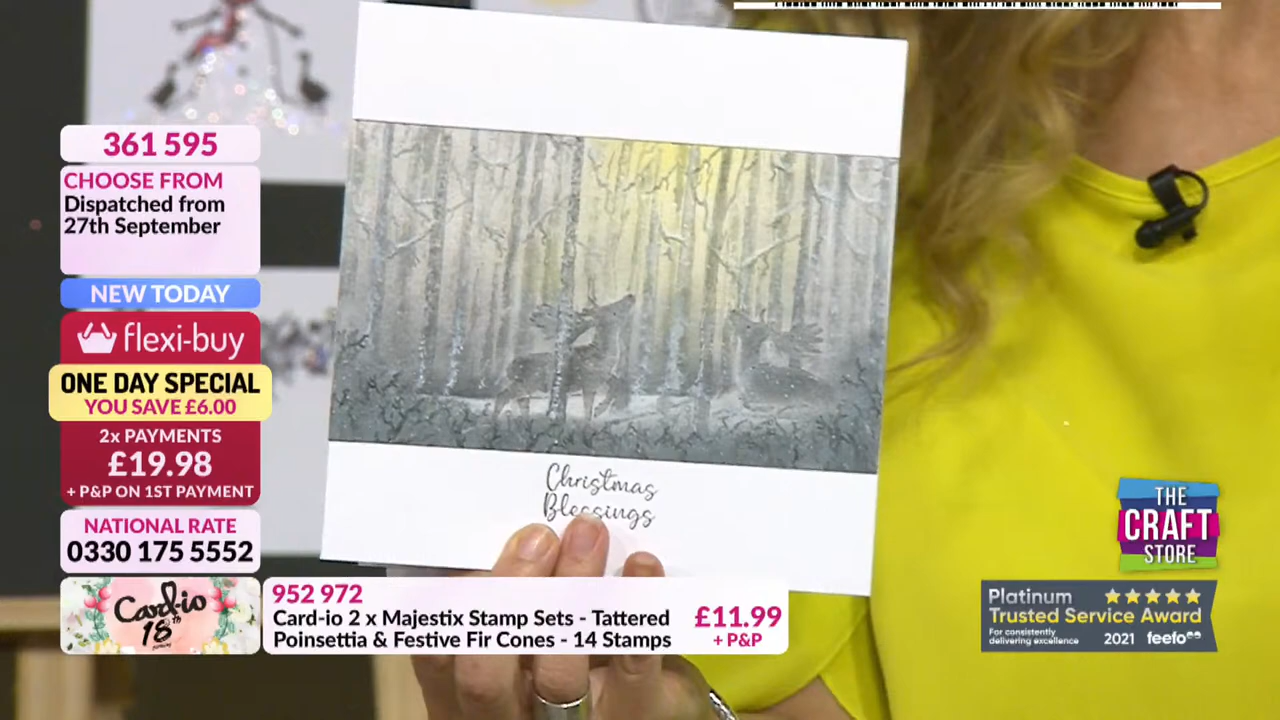 361 595
CHOOSE FROM
Dispatched from
27th September
NEW TODAY
flexi-buy
ONE DAY SPECIAL
YOU SAVE £6.00
2x PAYMENTS
£19.98
+ P&P ON 1ST PAYMENT
NATIONAL RATE
0330 175 5552
Card-io
18th
952 972
Card-io 2 x Majestix Stamp Sets - Tattered
Poinsettia & Festive Fir Cones - 14 Stamps
£11.99
+ P&P
Christmas
Blessings
THE
CRAFT
STORE
Platinum
Trusted Service Award
For consistently
delivering excellence
2021 feefo